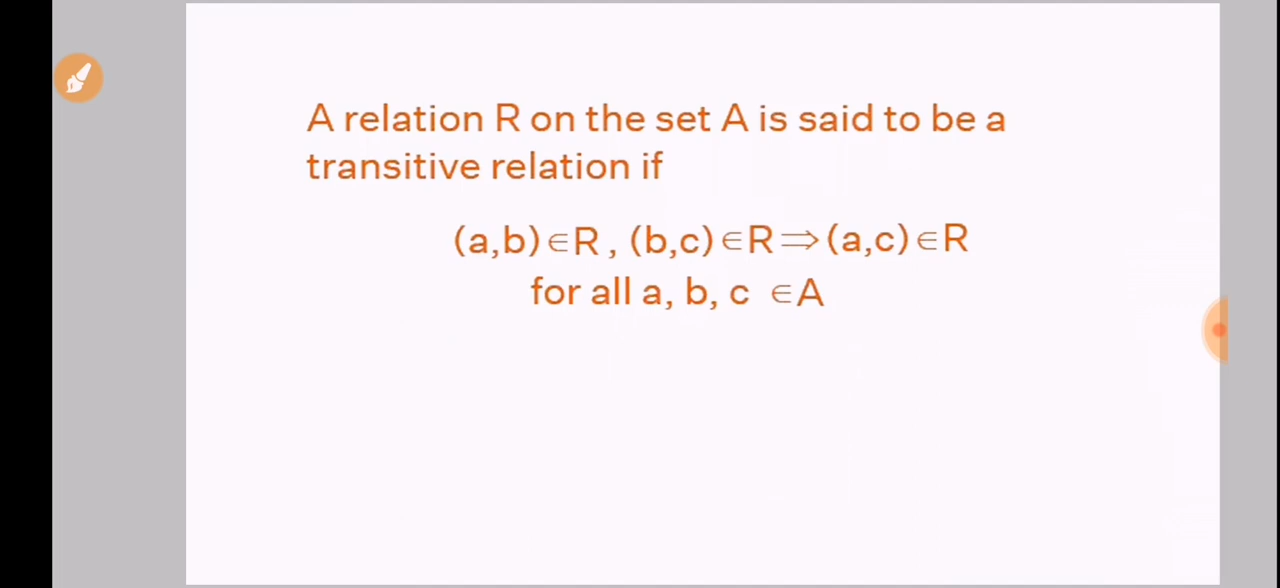 A relation R on the set A is said to be a
transitive relation if
(a,b)∈R , (b,c)∈R⇒(a,c)∈R
for all a, b, c ∈A